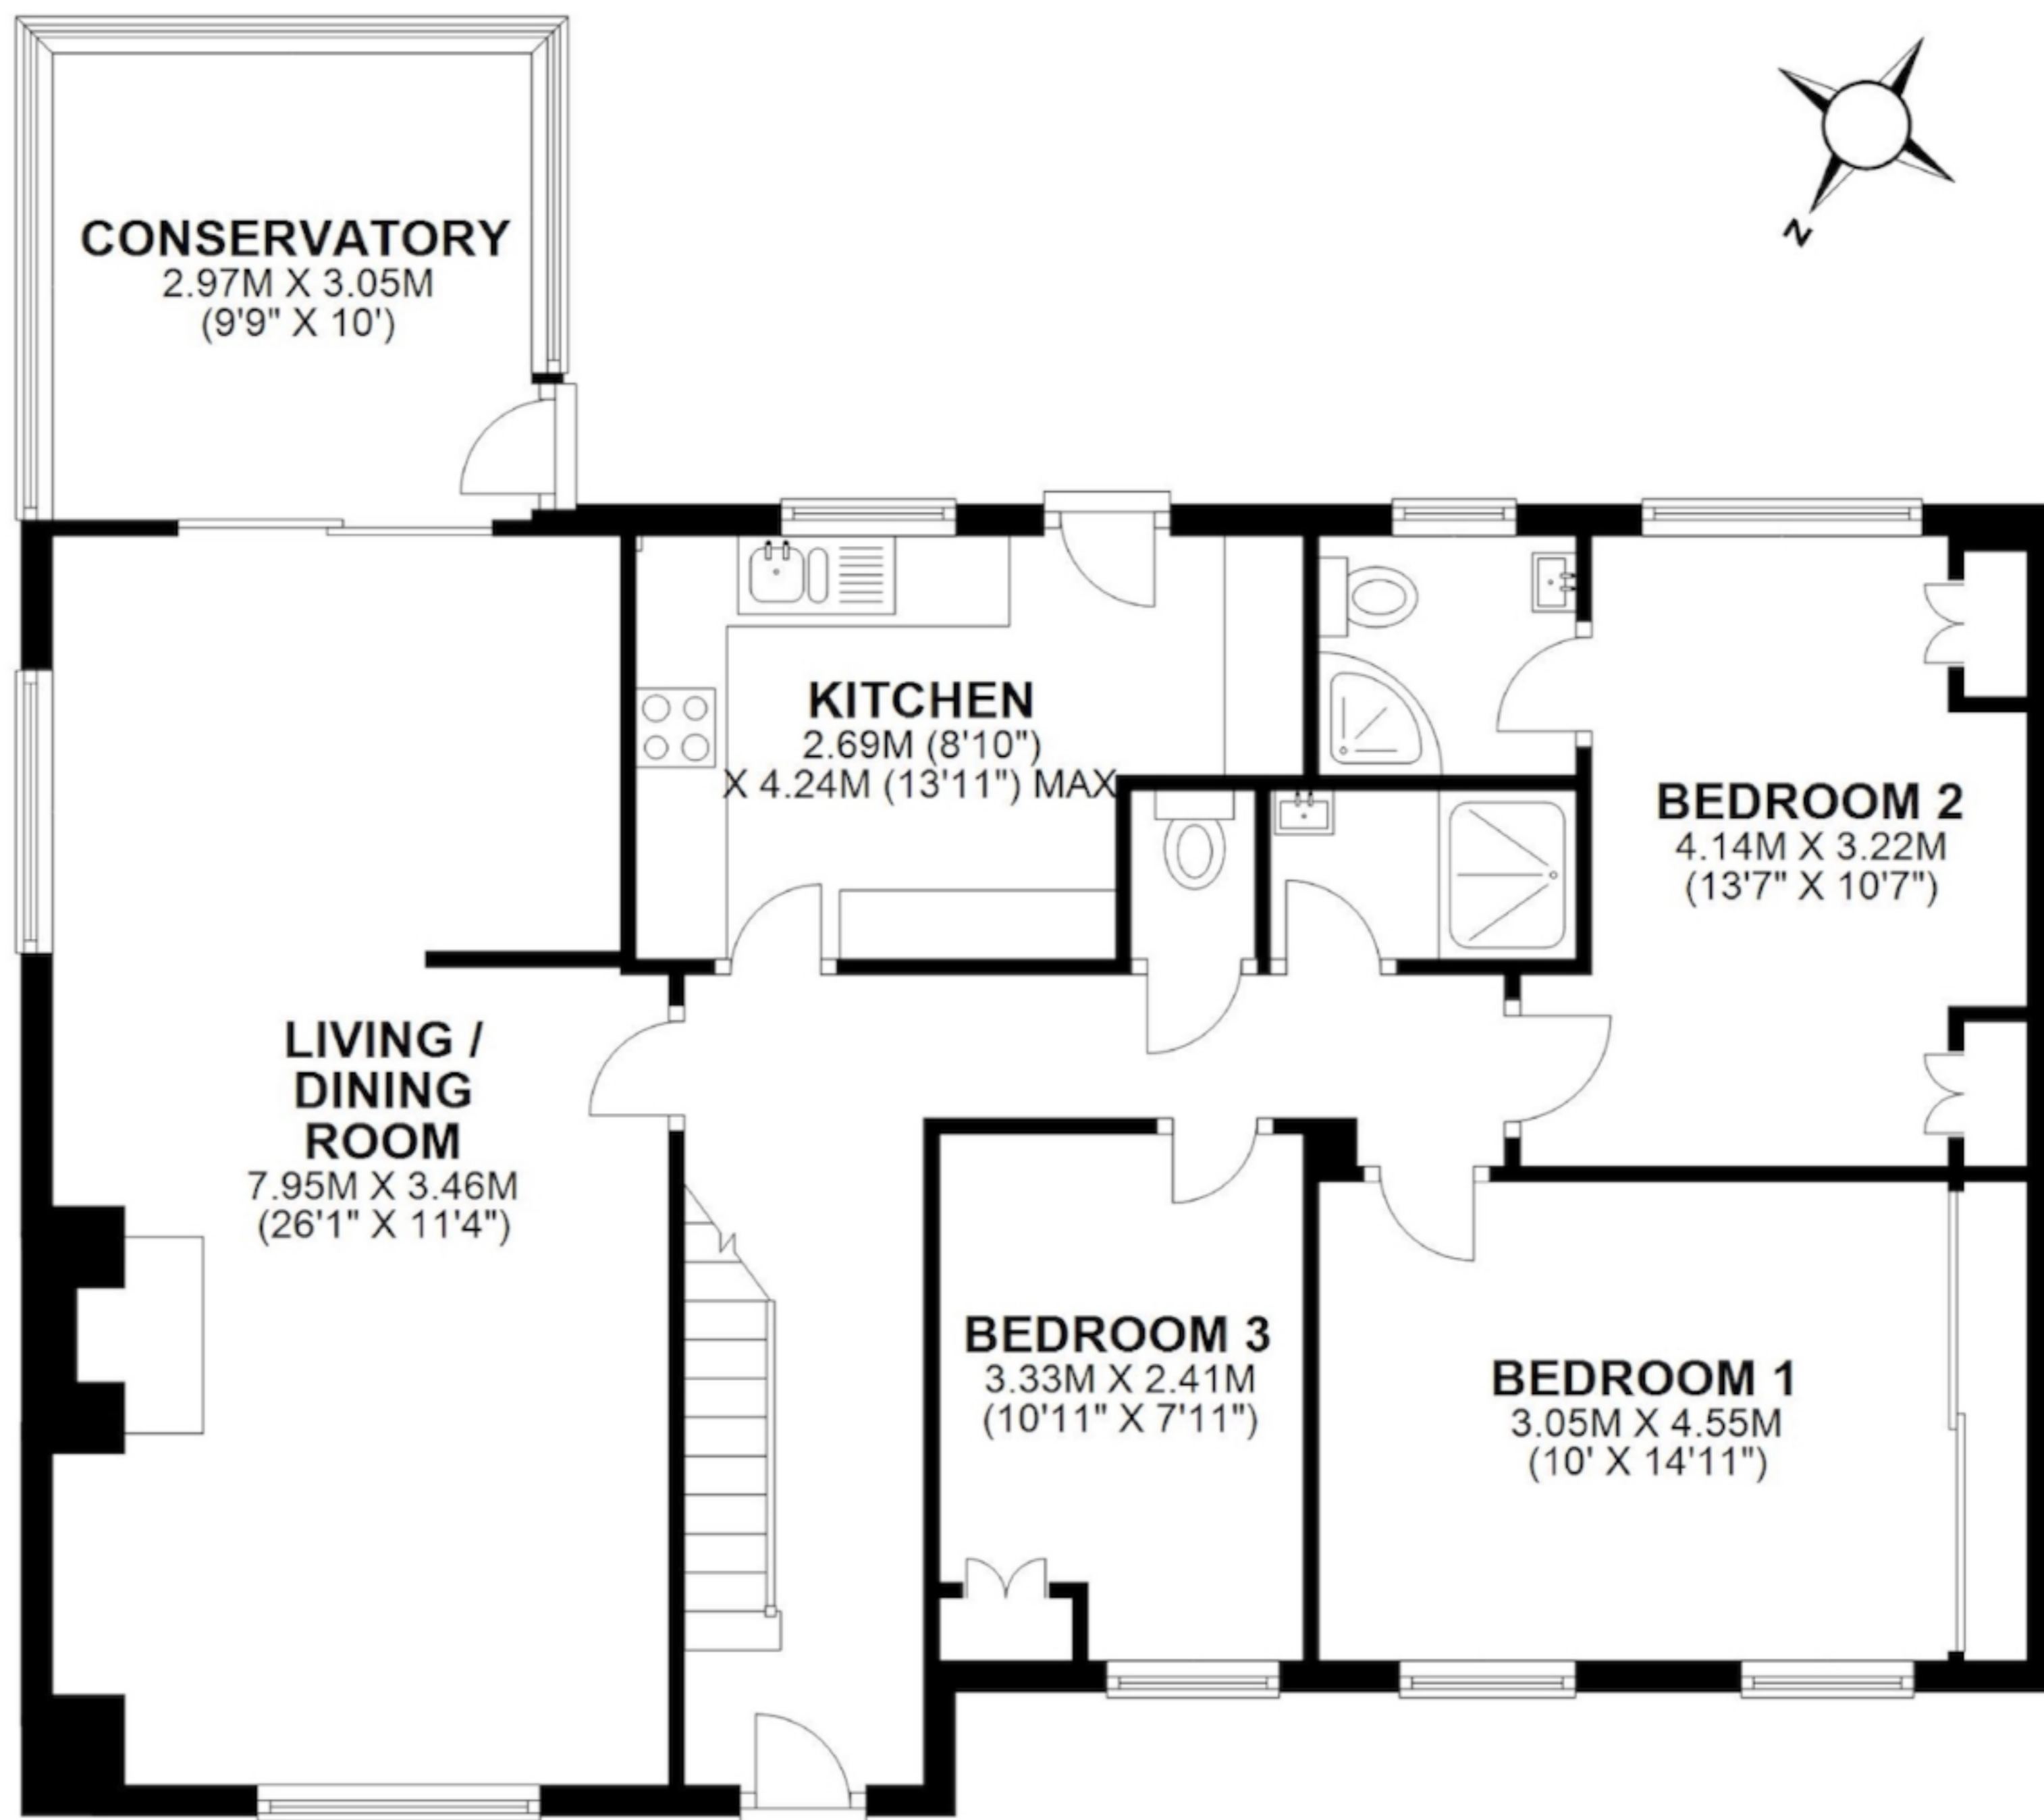 N
CONSERVATORY
2.97M X 3.05M
(9'9" X 10')
KITCHEN
2.69M (8'10")
X 4.24M (13'11") MAX
BEDROOM 2
4.14M X 3.22M
(13'7" X 10'7")
LIVING /
DINING
ROOM
7.95M X 3.46M
(26'1" X 11'4")
BEDROOM 3
3.33M X 2.41M
(10'11" X 7'11")
BEDROOM 1
3.05M X 4.55M
(10' X 14'11")